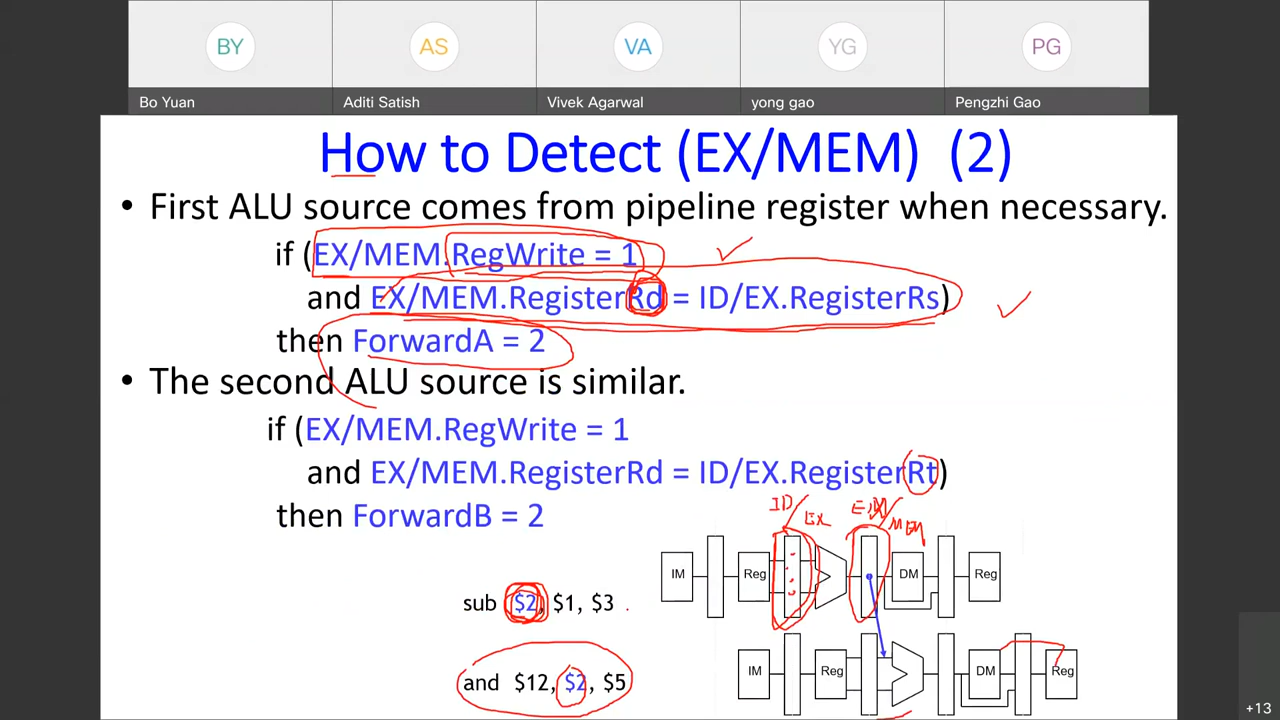 BY
AS
VA
YG
PG
Bo Yuan
Aditi Satish
Vivek Agarwal
yong gao
Pengzhi Gao
How to Detect (EX/MEM) (2)
• First ALU source comes from pipeline register when necessary.
if (EX/MEM.RegWrite = 1
and EX/MEM.RegisterRd = ID/EX.RegisterRs)
then ForwardA = 2
• The second ALU source is similar.
if (EX/MEM.RegWrite = 1
and EX/MEM.RegisterRd = ID/EX.RegisterRt)
then ForwardB = 2
ID/
EX
MEM
IM
Reg
DM
Reg
sub $2, $1, $3
IM
Reg
DM
Reg
and $12, $2, $5
+13